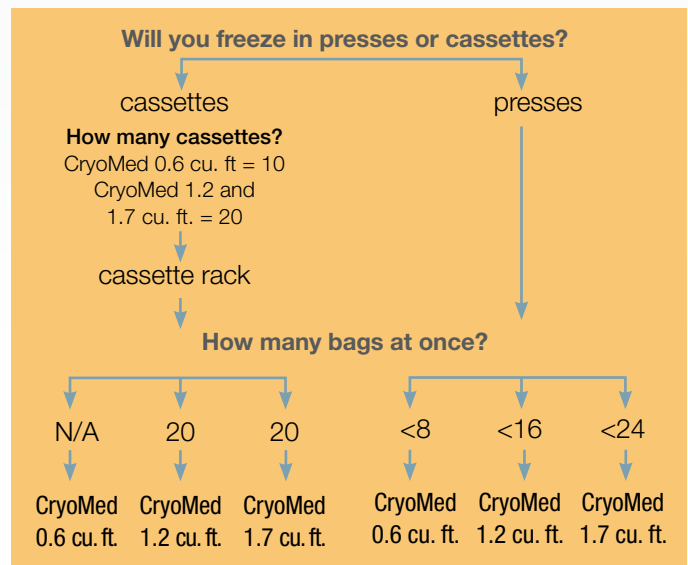 Will you freeze in presses or cassettes?
cassettes
presses
How many cassettes?
CryoMed 0.6 cu. ft = 10
CryoMed 1.2 and
1.7 cu. ft. = 20
cassette rack
How many bags at once?
N/A 20 20 <8 <16 <24
CryoMed CryoMed CryoMed CryoMed CryoMed CryoMed
0.6 cu. ft. 1.2 cu. ft. 1.7 cu. ft. 0.6 cu. ft. 1.2 cu. ft. 1.7 cu. ft.